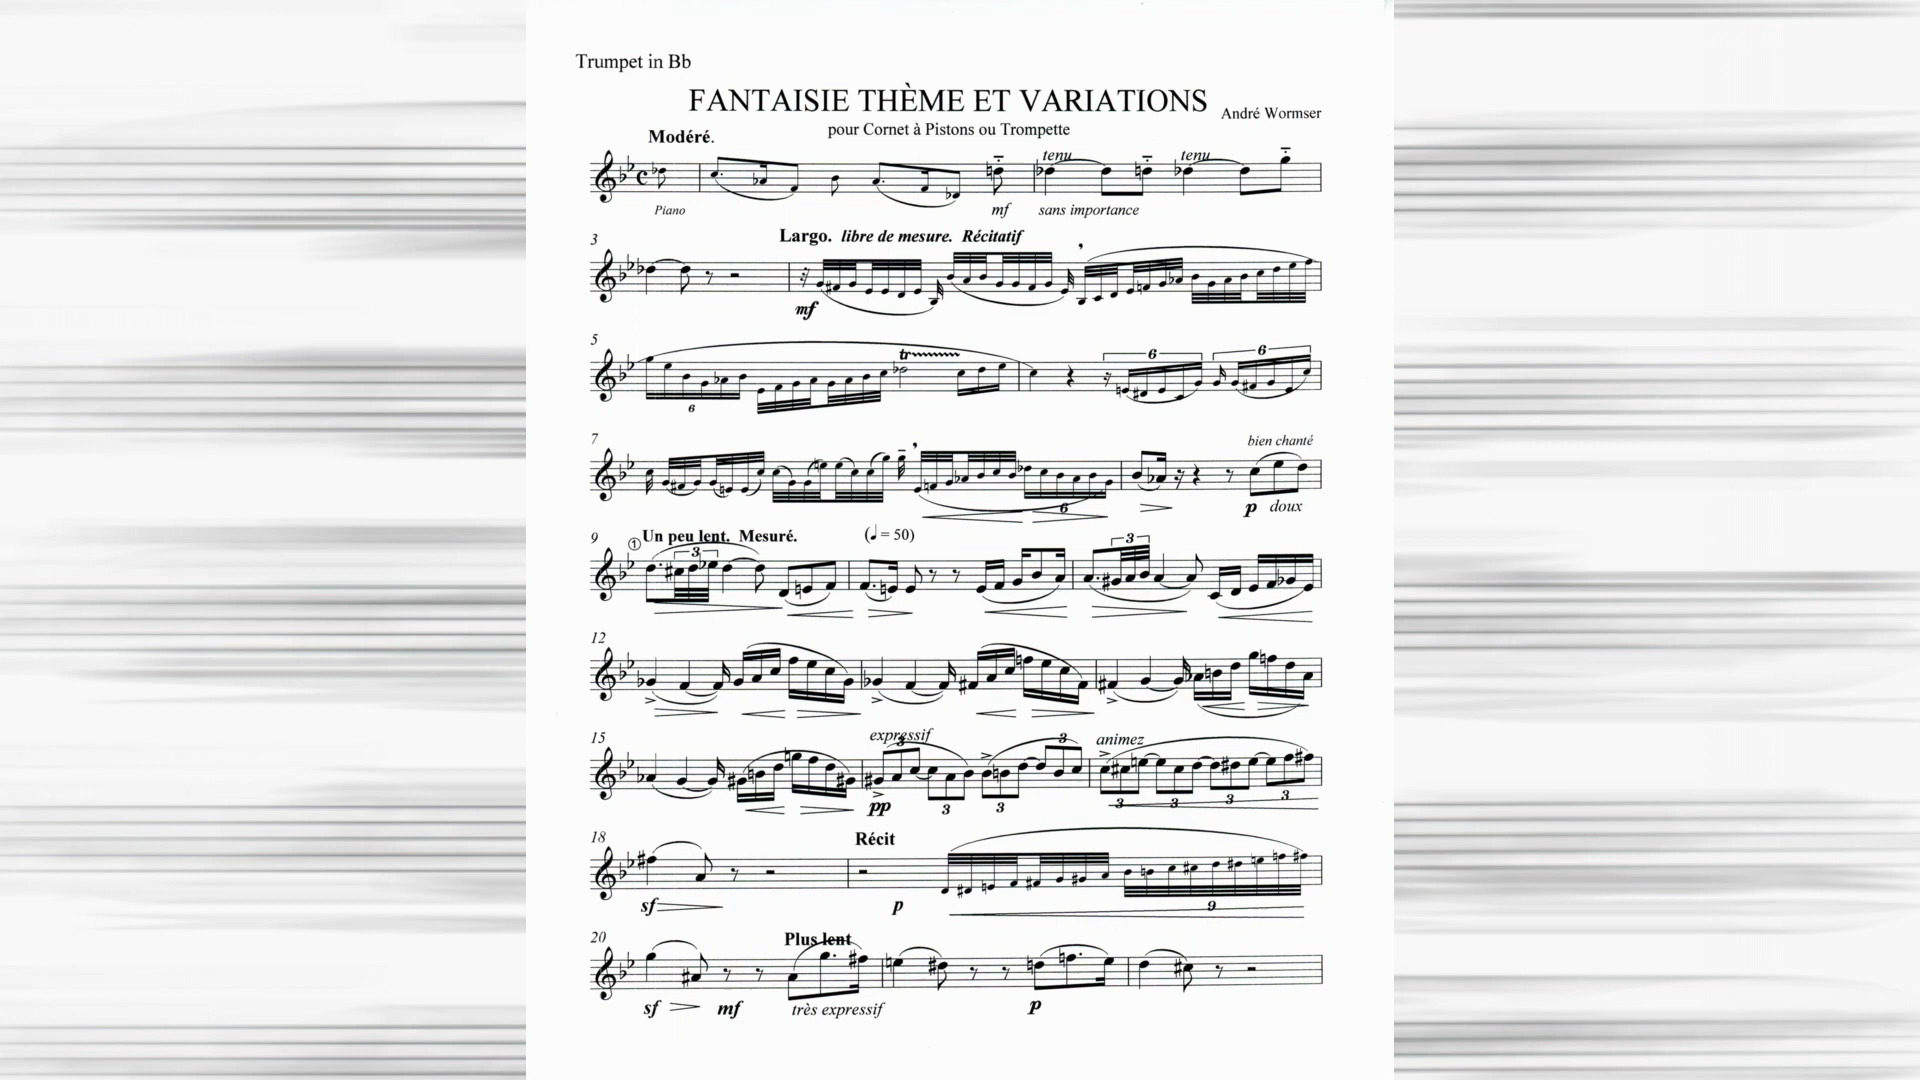 Trumpet in Bb
FANTAISIE THÈME ET VARIATIONS
André Wormser
pour Cornet à Pistons ou Trompette
Modéré.
tenu tenu
Piano mf sans importance
3 Largo. libre de mesure. Récitatif
mf
5 tr 6 6
6
7 bien chanté
6 p doux
9 1 Un peu lent. Mesuré. (♩ = 50)
3 3
12
15 expressif 3 3 animez
pp 3 3 3 3 3 3
18 Récit
sf p 9
20 Plus lent
sf mf très expressif p